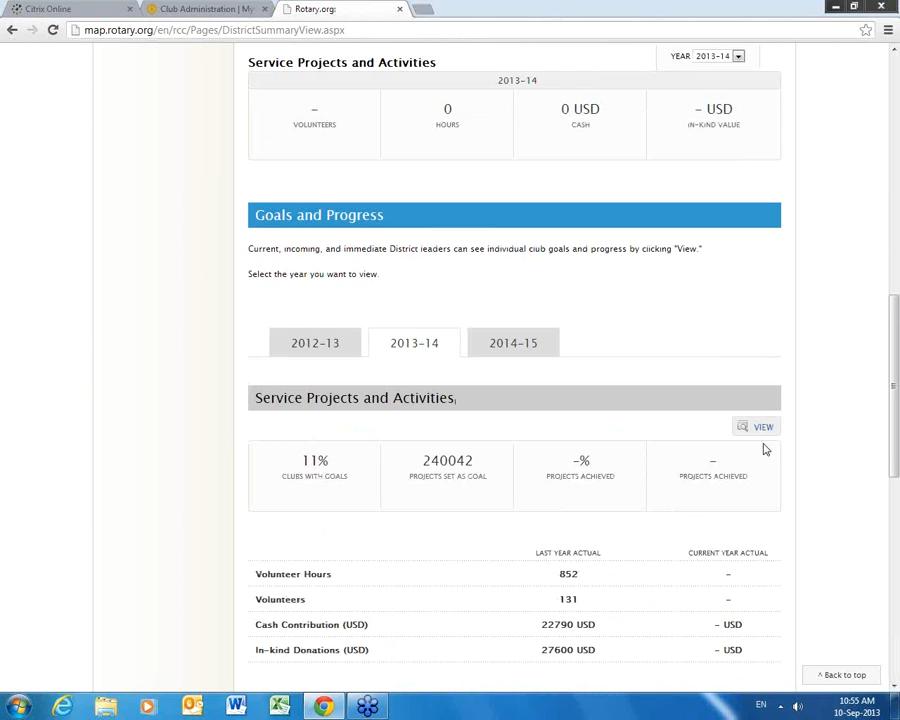 Citrix Online
Club Administration | My
Rotary.org:
map.rotary.org/en/rcc/Pages/DistrictSummaryView.aspx
Service Projects and Activities
YEAR 2013-14
2013-14
- 0 0 USD - USD
VOLUNTEERS HOURS CASH IN-KIND VALUE
Goals and Progress
Current, incoming, and immediate District leaders can see individual club goals and progress by clicking "View."
Select the year you want to view.
2012-13 2013-14 2014-15
Service Projects and Activities
VIEW
11% 240042 -% -
CLUBS WITH GOALS PROJECTS SET AS GOAL PROJECTS ACHIEVED PROJECTS ACHIEVED
LAST YEAR ACTUAL CURRENT YEAR ACTUAL
Volunteer Hours 852 -
Volunteers 131 -
Cash Contribution (USD) 22790 USD - USD
In-kind Donations (USD) 27600 USD - USD
^ Back to top
EN 10:55 AM
10-Sep-2013